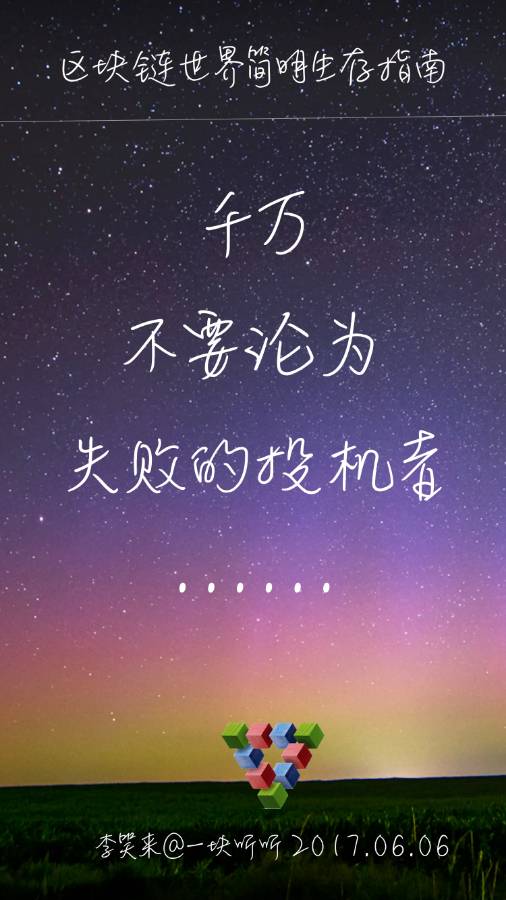 区块链世界简明生存指南
千万
不要沦为
失败的投机者
......
李笑来@一块听听 2017.06.06